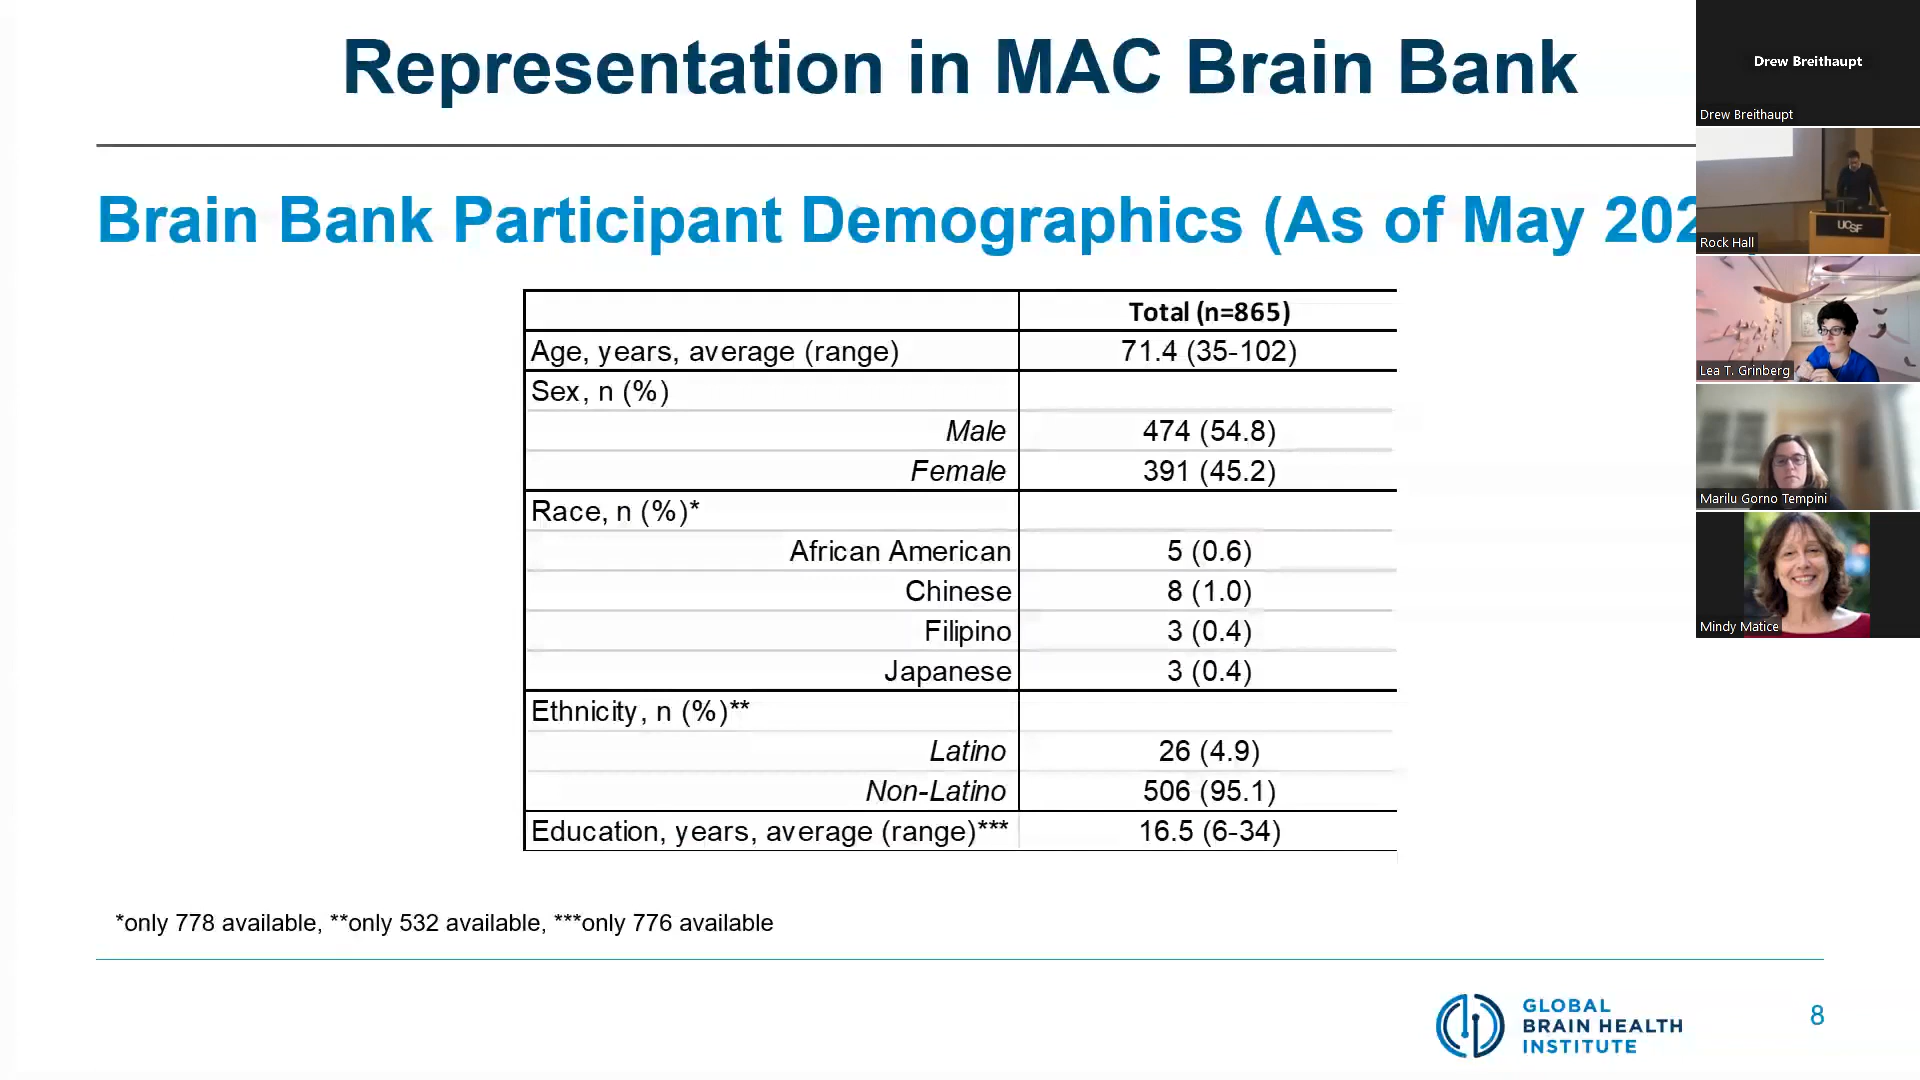 Representation in MAC Brain Bank
Brain Bank Participant Demographics (As of May 202
Total (n=865)
Age, years, average (range) 71.4 (35-102)
Sex, n (%)
Male 474 (54.8)
Female 391 (45.2)
Race, n (%)*
African American 5 (0.6)
Chinese 8 (1.0)
Filipino 3 (0.4)
Japanese 3 (0.4)
Ethnicity, n (%)**
Latino 26 (4.9)
Non-Latino 506 (95.1)
Education, years, average (range)*** 16.5 (6-34)
*only 778 available, **only 532 available, ***only 776 available
GLOBAL
BRAIN HEALTH
INSTITUTE
8
Drew Breithaupt
Drew Breithaupt
UCSF
Rock Hall
Lea T. Grinberg
Marilu Gorno Tempini
Mindy Matice